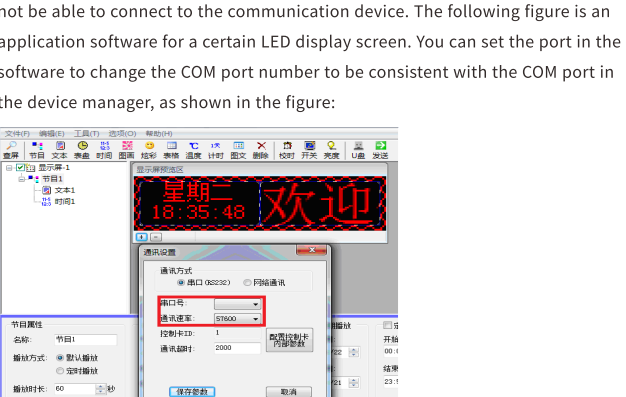 not be able to connect to the communication device. The following figure is an
application software for a certain LED display screen. You can set the port in the
software to change the COM port number to be consistent with the COM port in
the device manager, as shown in the figure:
文件(F) 编辑(E) 工具(T) 选项(O) 帮助(H)
查屏 节目 文本 表盘 时间 图画 炫彩 表格 温度 计时 图文 删除 校时 开关 亮度 U盘 发送
显示屏-1
节目1
文本1
时间1
显示屏预览区
星期二
18:35:48
欢迎
通讯设置
通讯方式
串口(RS232) 网络通讯
串口号:
通讯速率: 57600
控制卡ID: 1
通讯超时: 2000
配置控制卡
内部参数
保存参数 取消
节目属性
名称: 节目1
播放方式: 默认播放
定时播放
播放时长: 60 秒
播放
开始
/22
00:0
结束
/21
23:5